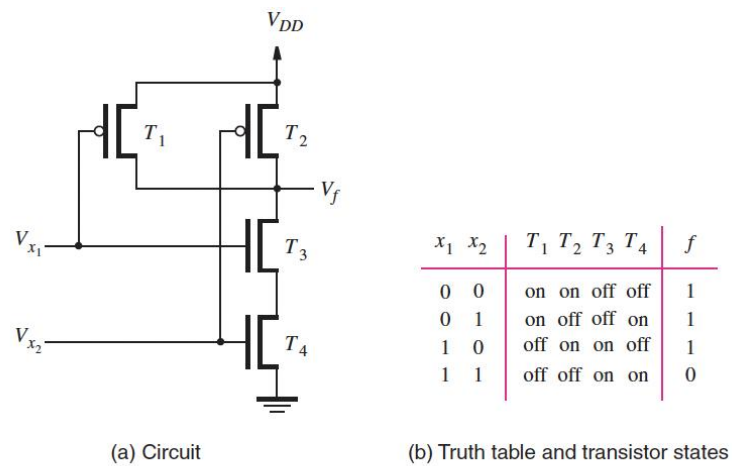 V_DD
T_1
T_2
V_f
V_x_1
T_3
V_x_2
T_4
x_1 x_2 T_1 T_2 T_3 T_4 f
0 0 on on off off 1
0 1 on off off on 1
1 0 off on on off 1
1 1 off off on on 0
(a) Circuit
(b) Truth table and transistor states